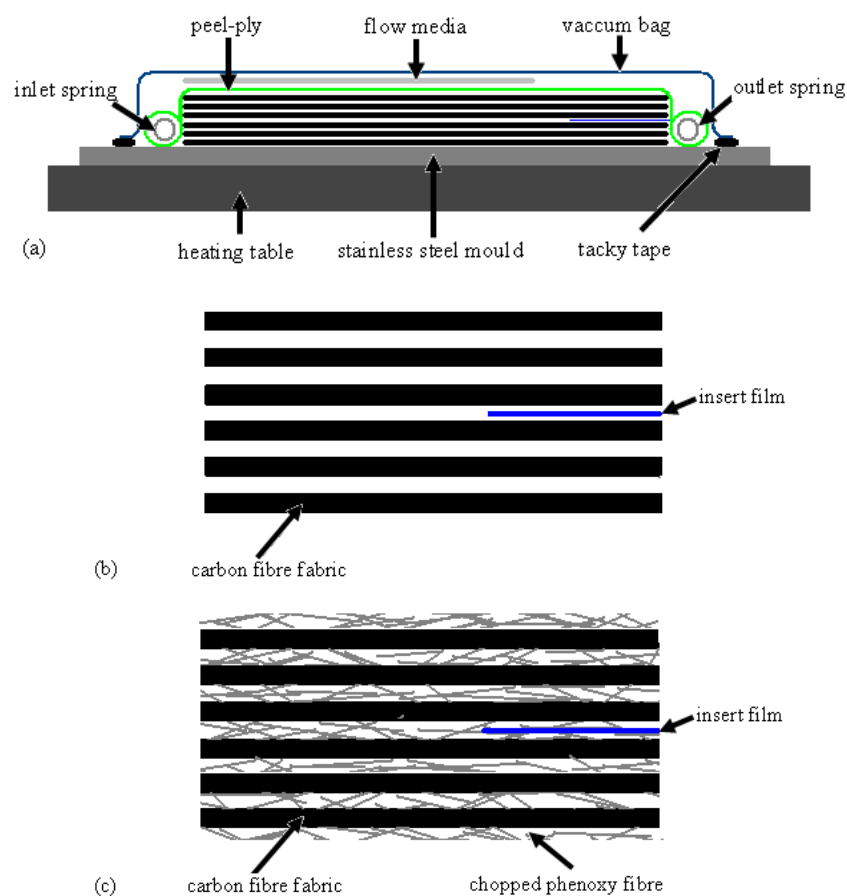 peel-ply
flow media
vaccum bag
inlet spring
outlet spring
(a)
heating table
stainless steel mould
tacky tape
insert film
(b)
carbon fibre fabric
insert film
(c)
carbon fibre fabric
chopped phenoxy fibre